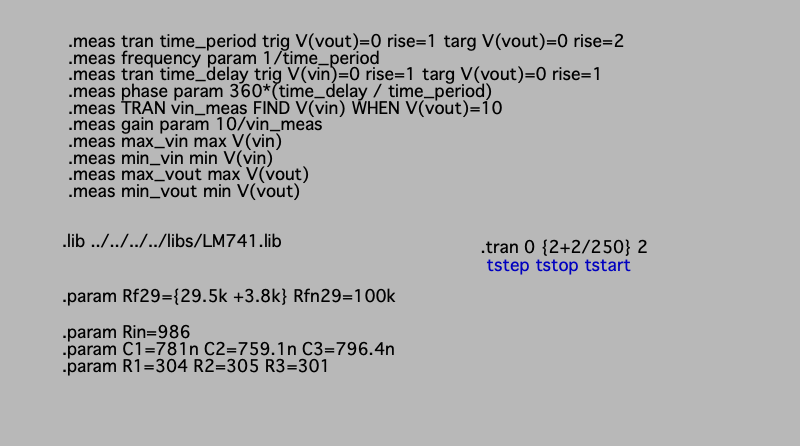 .meas tran time_period trig V(vout)=0 rise=1 targ V(vout)=0 rise=2
.meas frequency param 1/time_period
.meas tran time_delay trig V(vin)=0 rise=1 targ V(vout)=0 rise=1
.meas phase param 360*(time_delay / time_period)
.meas TRAN vin_meas FIND V(vin) WHEN V(vout)=10
.meas gain param 10/vin_meas
.meas max_vin max V(vin)
.meas min_vin min V(vin)
.meas max_vout max V(vout)
.meas min_vout min V(vout)
.lib ../../../../libs/LM741.lib
.tran 0 {2+2/250} 2
tstep tstop tstart
.param Rf29={29.5k +3.8k} Rfn29=100k
.param Rin=986
.param C1=781n C2=759.1n C3=796.4n
.param R1=304 R2=305 R3=301